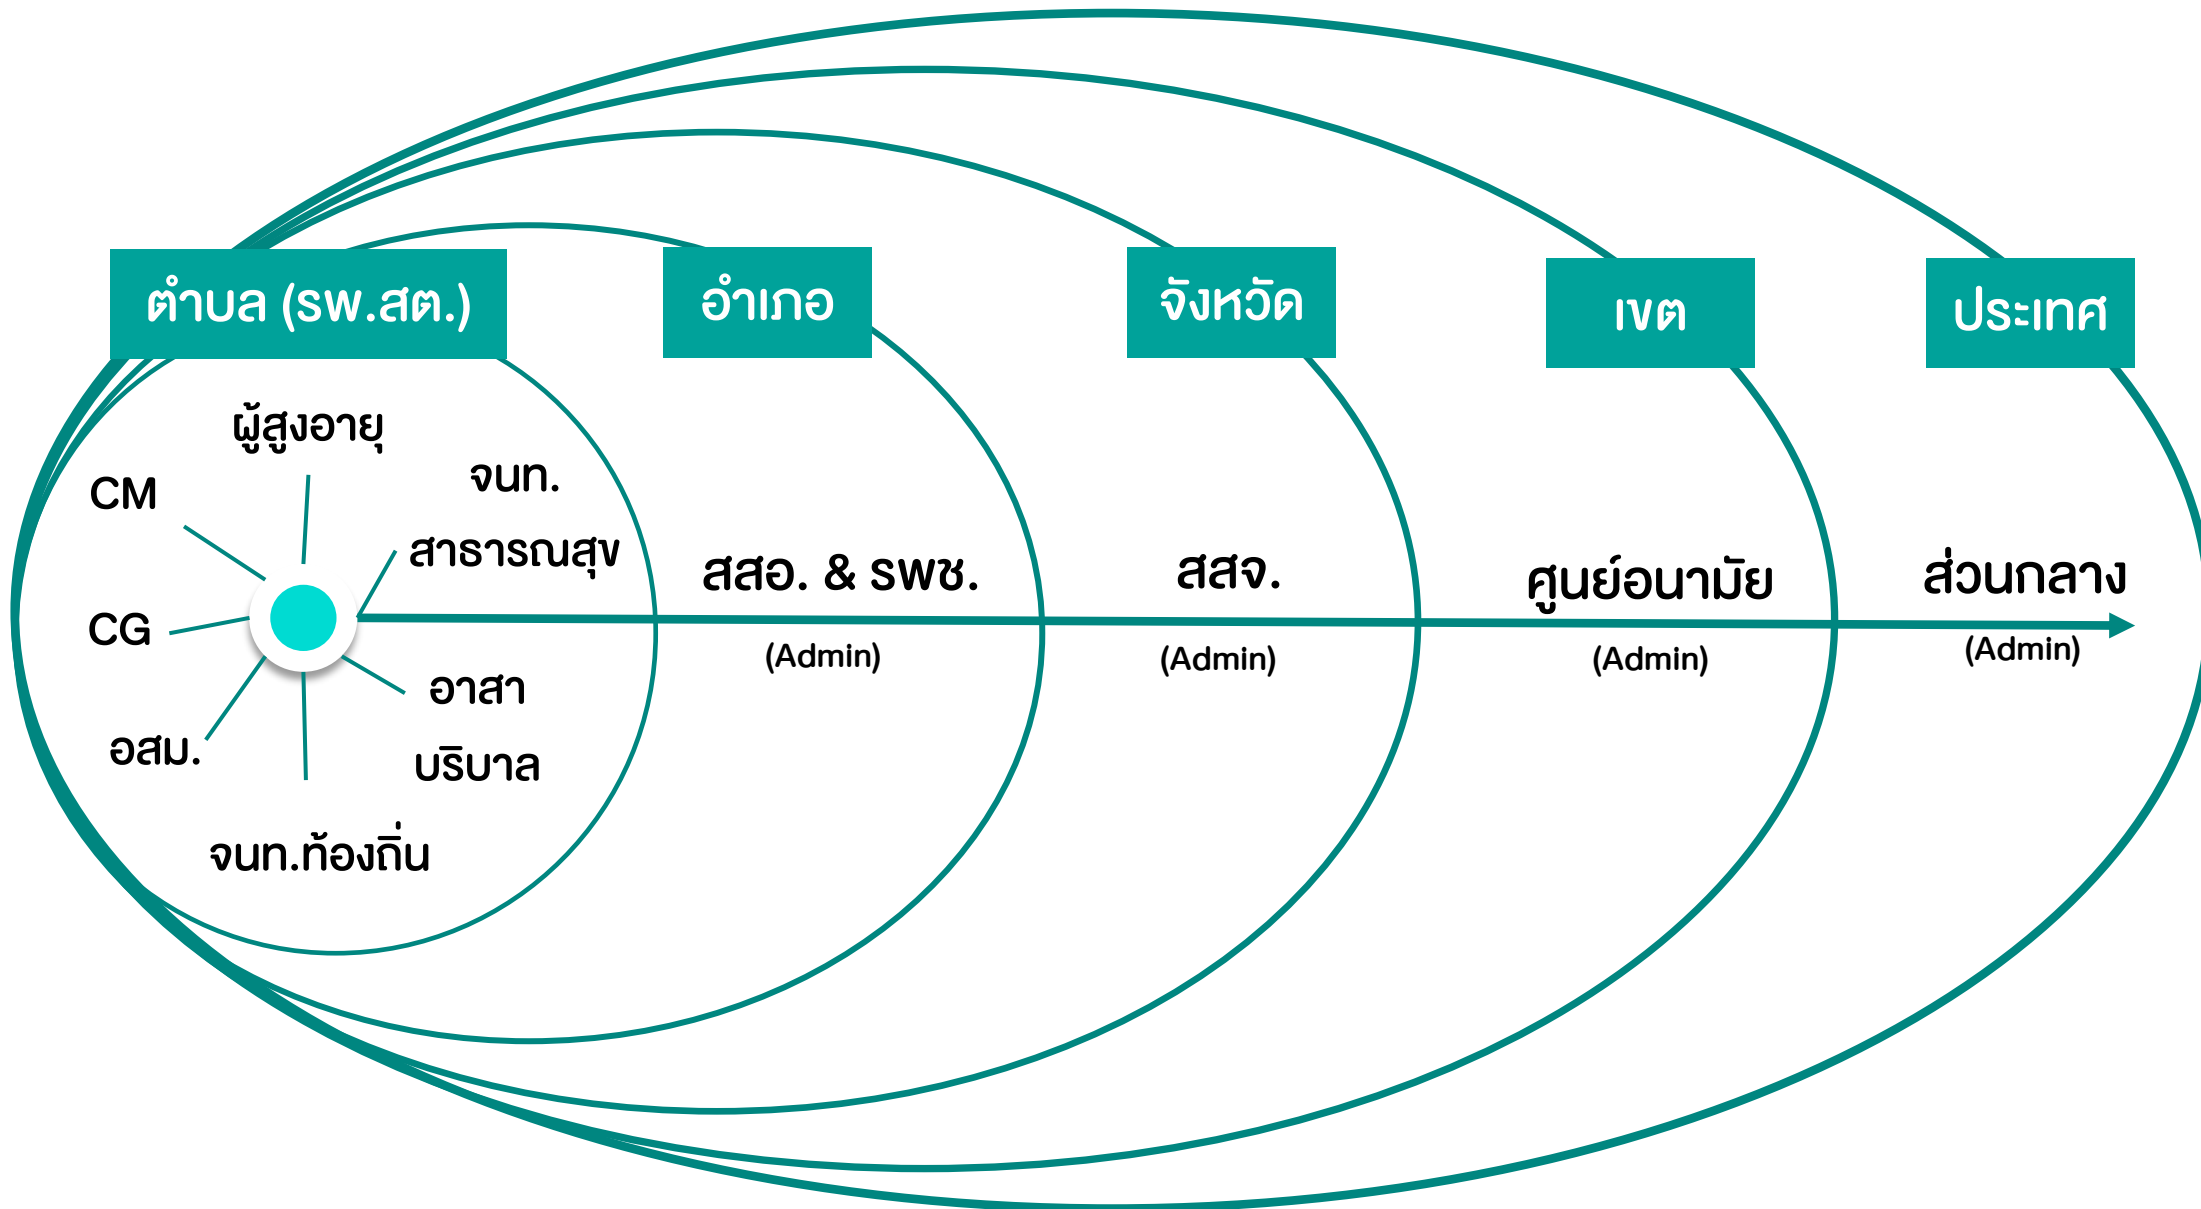 ตำบล (รพ.สต.)
อำเภอ
จังหวัด
เขต
ประเทศ
ผู้สูงอายุ
CM
จนท.
สาธารณสุข
CG
อาสา
บริบาล
อสม.
จนท.ท้องถิ่น
สสอ. & รพช.
(Admin)
สสจ.
(Admin)
ศูนย์อนามัย
(Admin)
ส่วนกลาง
(Admin)